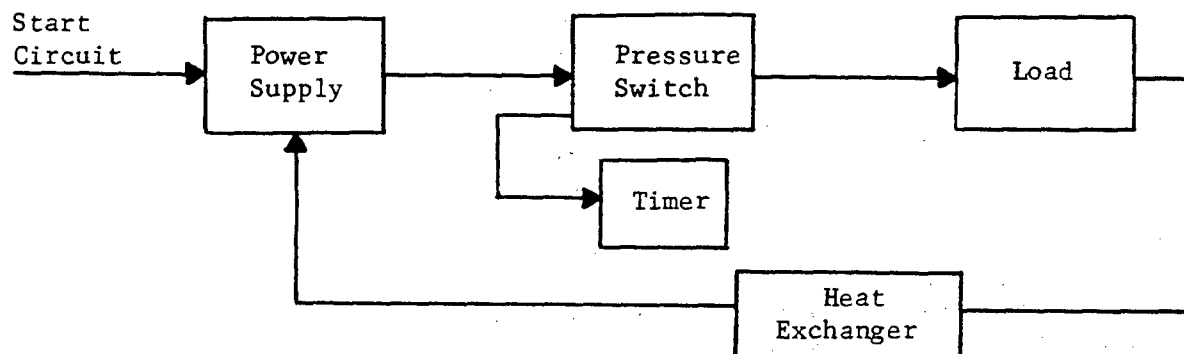 Start
Circuit
Power
Supply
Pressure
Switch
Load
Timer
Heat
Exchanger